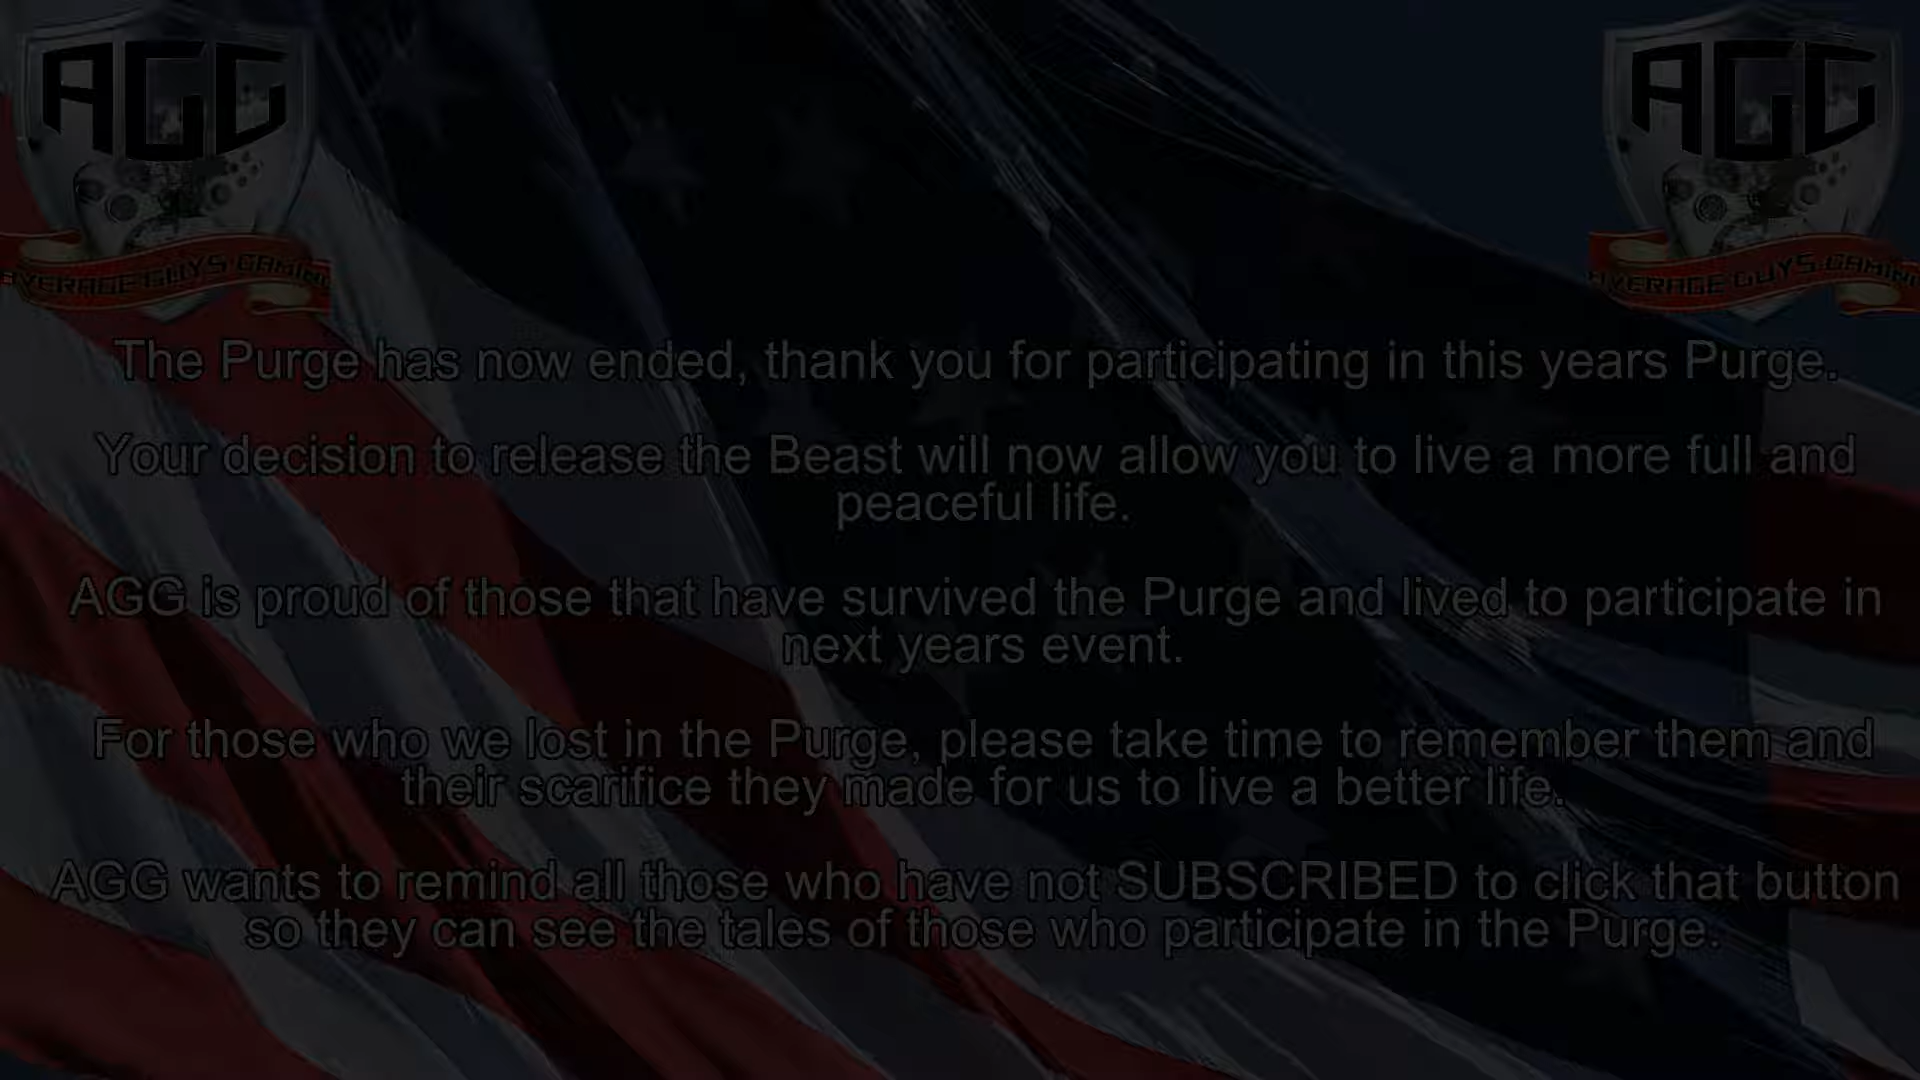 AGG
AGG
AVERAGE GUYS GAMING
AVERAGE GUYS GAMING
The Purge has now ended, thank you for participating in this years Purge.
Your decision to release the Beast will now allow you to live a more full and
peaceful life.
AGG is proud of those that have survived the Purge and lived to participate in
next years event.
For those who we lost in the Purge, please take time to remember them and
their scarifice they made for us to live a better life.
AGG wants to remind all those who have not SUBSCRIBED to click that button
so they can see the tales of those who participate in the Purge.